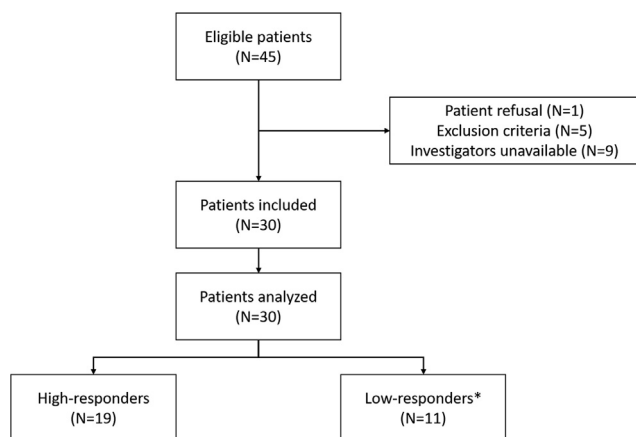 Eligible patients
(N=45)
Patient refusal (N=1)
Exclusion criteria (N=5)
Investigators unavailable (N=9)
Patients included
(N=30)
Patients analyzed
(N=30)
High-responders
(N=19)
Low-responders*
(N=11)